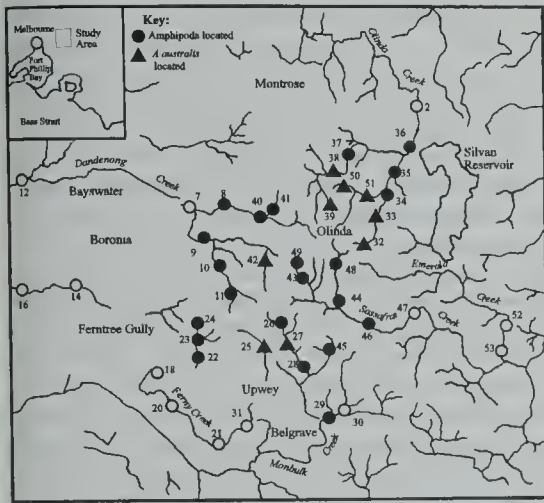 Melbourne
Study
Area
Port
Phillip
Bay
Bass Strait
Key:
Amphipoda located
A australis
located
Montrose
Olinda
Creek
2
36
Silvan
Reservoir
37
38
35
50
51
34
39
33
Olinda
32
Dandenong
Creek
12
Bayswater
7
8
40
41
Boronia
9
10
42
49
43
48
Emerald
Creek
11
44
Sassafras
Creek
46
47
52
53
16
14
Ferntree Gully
24
23
22
26
27
25
28
45
18
Upwey
20
Ferny Creek
21
31
29
30
Belgrave
Monbulk
Creek